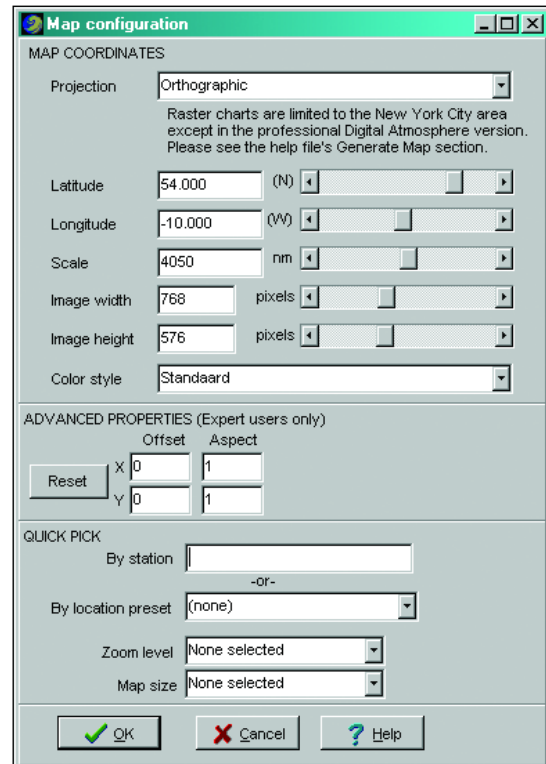 Map configuration
MAP COORDINATES
Projection Orthographic
Raster charts are limited to the New York City area
except in the professional Digital Atmosphere version.
Please see the help file's Generate Map section.
Latitude 54.000 (N)
Longitude -10.000 (W)
Scale 4050 nm
Image width 768 pixels
Image height 576 pixels
Color style Standaard
ADVANCED PROPERTIES (Expert users only)
Offset Aspect
Reset X 0 1
Y 0 1
QUICK PICK
By station
-or-
By location preset (none)
Zoom level None selected
Map size None selected
OK Cancel ? Help